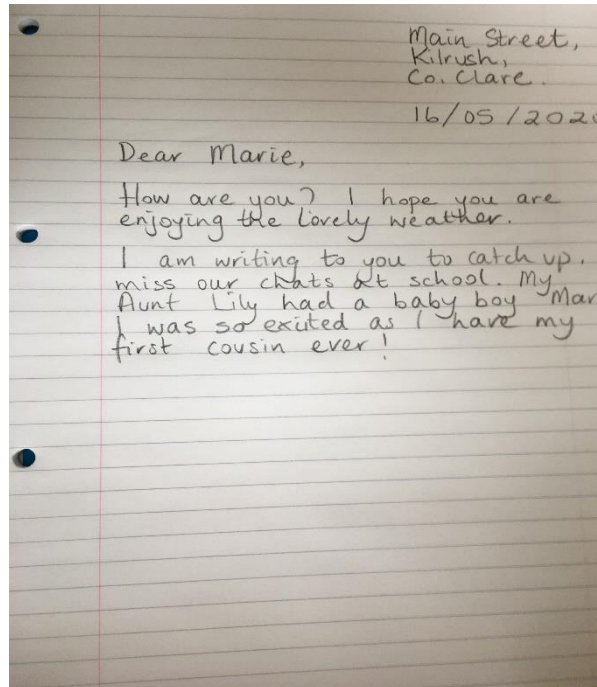 Main Street,
Kilrush,
Co. Clare.
16/05/202
Dear Marie,
How are you? I hope you are
enjoying the Lovely weather.
I am writing to you to catch up.
miss our chats at school. My
Aunt Lily had a baby boy
I was so exited as I have my
first cousin ever!